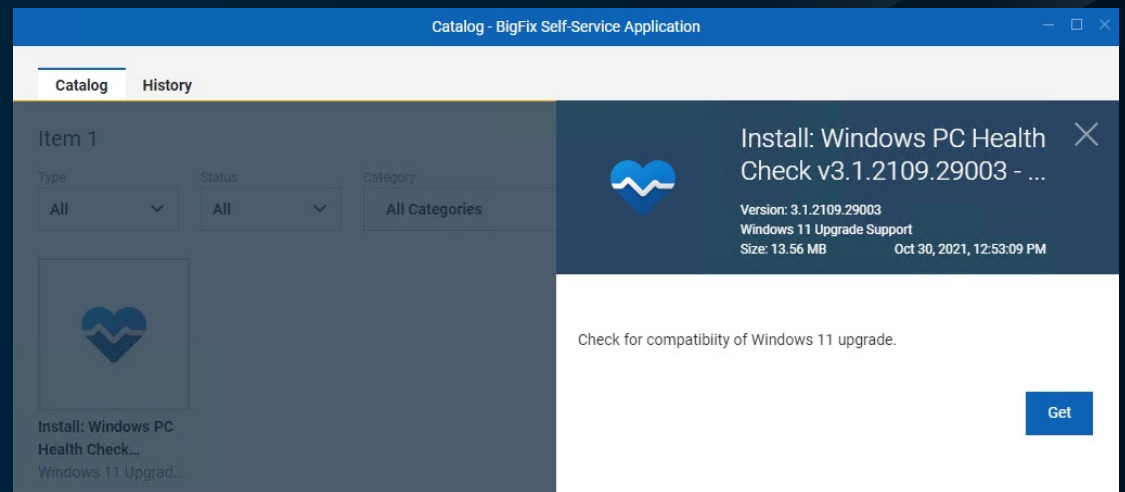 Catalog - BigFix Self-Service Application
Catalog History
Item 1
Type Status Category
All All All Categories
Install: Windows PC
Health Check...
Windows 11 Upgrad...
Install: Windows PC Health
Check v3.1.2109.29003 - ...
Version: 3.1.2109.29003
Windows 11 Upgrade Support
Size: 13.56 MB Oct 30, 2021, 12:53:09 PM
Check for compatibiity of Windows 11 upgrade.
Get